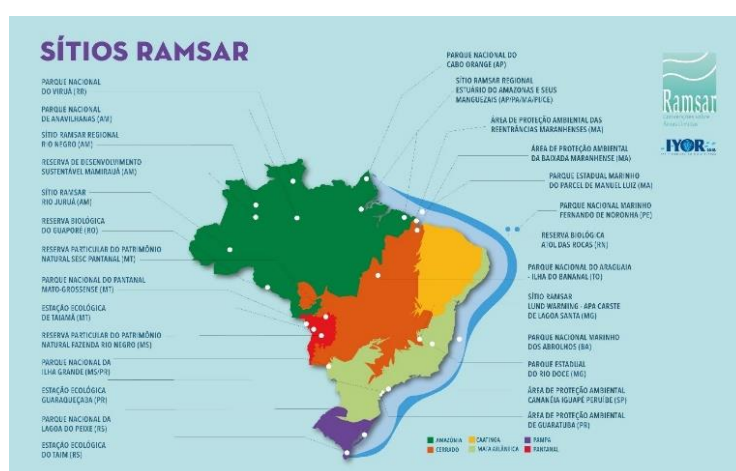 SÍTIOS RAMSAR
PARQUE NACIONAL
DO VIRUÁ (RR)
PARQUE NACIONAL
DE ANAVILHANAS (AM)
SÍTIO RAMSAR REGIONAL
RIO NEGRO (AM)
RESERVA DE DESENVOLVIMENTO
SUSTENTÁVEL MAMIRAUÁ (AM)
SÍTIO RAMSAR
RIO JURUÁ (AM)
RESERVA BIOLÓGICA
DO GUAPORÉ (RO)
RESERVA PARTICULAR DO PATRIMÔNIO
NATURAL SESC PANTANAL (MT)
PARQUE NACIONAL DO PANTANAL
MATO-GROSSENSE (MT)
ESTAÇÃO ECOLÓGICA
DE TAIAMÃ (MT)
RESERVA PARTICULAR DO PATRIMÔNIO
NATURAL FAZENDA RIO NEGRO (MS)
PARQUE NACIONAL DA
ILHA GRANDE (MS/PR)
ESTAÇÃO ECOLÓGICA
GUARAQUEÇABA (PR)
PARQUE NACIONAL DA
LAGOA DO PEIXE (RS)
ESTAÇÃO ECOLÓGICA
DO TAIM (RS)
PARQUE NACIONAL DO
CABO ORANGE (AP)
SÍTIO RAMSAR REGIONAL
ESTUÁRIO DO AMAZONAS E SEUS
MANGUEZAIS (AP/PA/MA/PI/CE)
ÁREA DE PROTEÇÃO AMBIENTAL DAS
REENTRÂNCIAS MARANHENSES (MA)
ÁREA DE PROTEÇÃO AMBIENTAL
DA BAIXADA MARANHENSE (MA)
PARQUE ESTADUAL MARINHO
DO PARCEL DE MANUEL LUIZ (MA)
PARQUE NACIONAL MARINHO
FERNANDO DE NORONHA (PE)
RESERVA BIOLÓGICA
ATOL DAS ROCAS (RN)
PARQUE NACIONAL DO ARAGUAIA
- ILHA DO BANANAL (TO)
SÍTIO RAMSAR
LUND WARMING - APA CARSTE
DE LAGOA SANTA (MG)
PARQUE NACIONAL MARINHO
DOS ABROLHOS (BA)
PARQUE ESTADUAL
DO RIO DOCE (MG)
ÁREA DE PROTEÇÃO AMBIENTAL
CANANÉIA IGUAPÉ PERUÍBE (SP)
ÁREA DE PROTEÇÃO AMBIENTAL
DE GUARATUBA (PR)
Ramsar
IYOR
AMAZÔNIA CAATINGA PAMPA
CERRADO MATA ATLÂNTICA PANTANAL